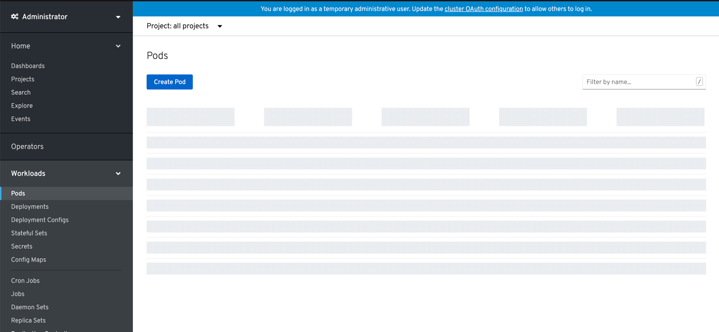 Administrator
You are logged in as a temporary administrative user. Update the cluster OAuth configuration to allow others to log in.
Project: all projects
Home
Dashboards
Projects
Search
Explore
Events
Operators
Workloads
Pods
Deployments
Deployment Configs
Stateful Sets
Secrets
Config Maps
Cron Jobs
Jobs
Daemon Sets
Replica Sets
Pods
Create Pod
Filter by name...
/